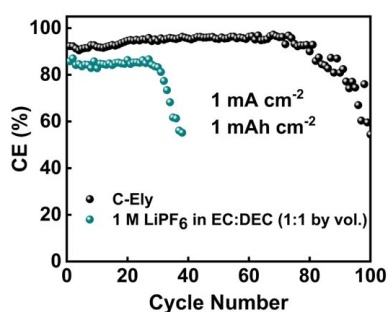 100
80
60
40
20
0
CE (%)
1 mA cm-2
1 mAh cm-2
C-Ely
1 M LiPF6 in EC:DEC (1:1 by vol.)
0 20 40 60 80 100
Cycle Number